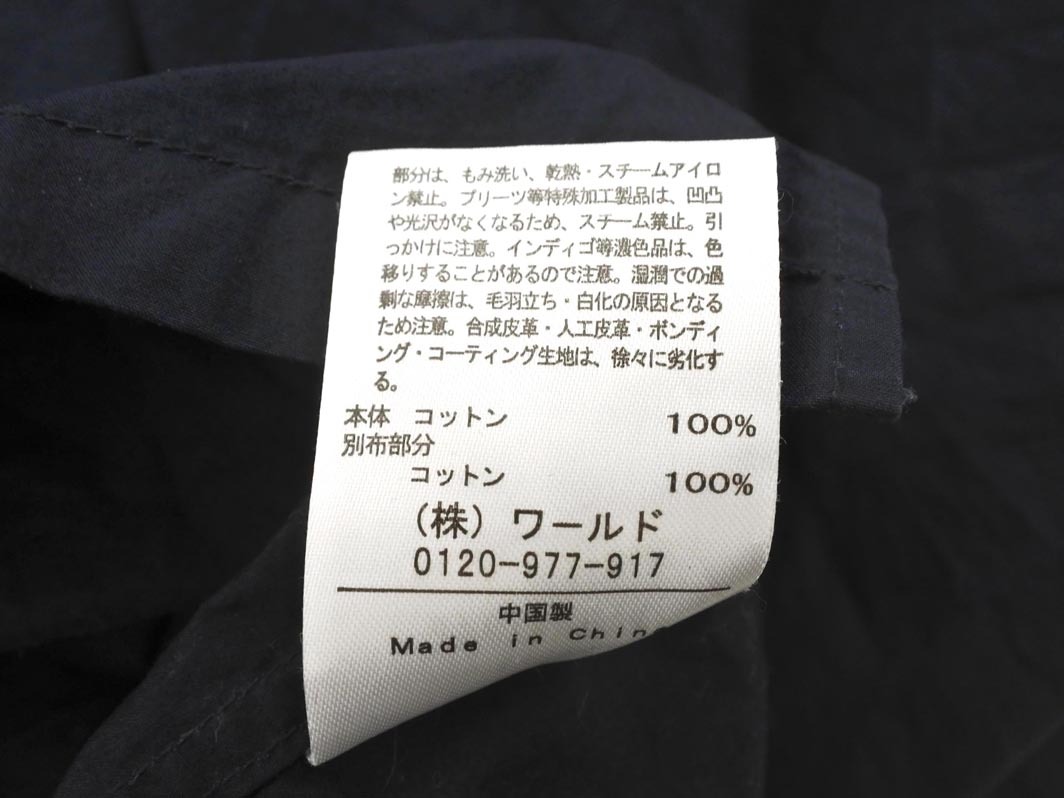 部分は、もみ洗い、乾熱・スチームアイロ
ン禁止。プリーツ等特殊加工製品は、凹凸
や光沢がなくなるため、スチーム禁止。引
っかけに注意。インディゴ等濃色品は、色
移りすることがあるので注意。湿潤での過
剰な摩擦は、毛羽立ち・白化の原因となる
ため注意。合成皮革・人工皮革・ボンディ
ング・コーティング生地は、徐々に劣化す
る。
本体 コットン 100%
別布部分
コットン 100%
(株) ワールド
0120-977-917
中国製
Made in China